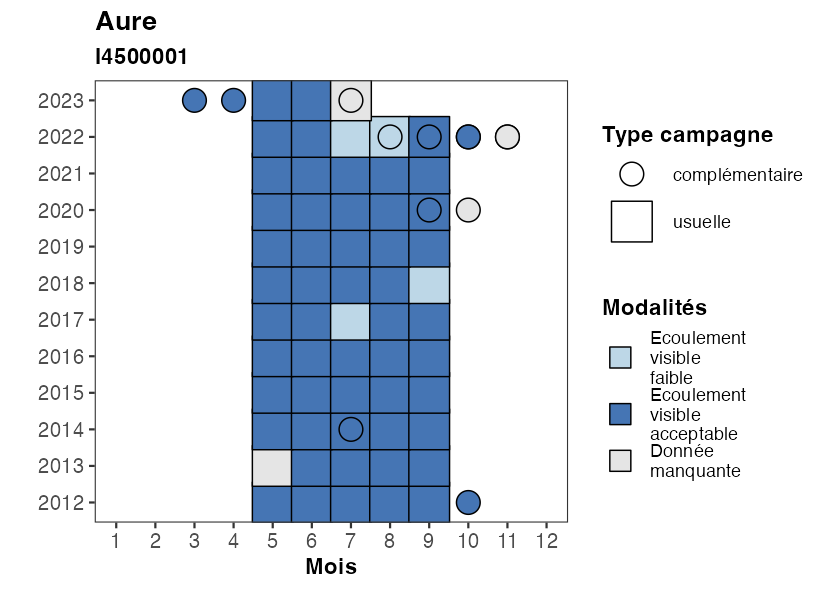 Aure
I4500001
2023
2022
2021
2020
2019
2018
2017
2016
2015
2014
2013
2012
1 2 3 4 5 6 7 8 9 10 11 12
Mois
Type campagne
complémentaire
usuelle
Modalités
Ecoulement
visible
faible
Ecoulement
visible
acceptable
Donnée
manquante